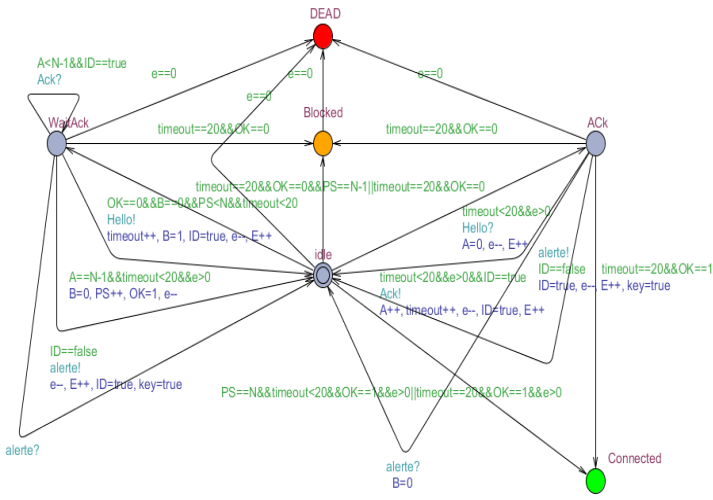 DEAD
A<N-1&&ID==true
Ack?
e==0
e==0
e==0
e==0
WaitAck
Blocked
ACk
timeout==20&&OK==0
timeout==20&&OK==0
timeout==20&&OK==0&&PS==N-1||timeout==20&&OK==0
OK==0&&B==0&&PS<N&&timeout<20
Hello!
timeout++, B=1, ID=true, e--, E++
timeout<20&&e>0
Hello?
A=0, e--, E++
idle
alerte!
ID==false
ID=true, e--, E++, key=true
timeout==20&&OK==1
A==N-1&&timeout<20&&e>0
B=0, PS++, OK=1, e--
timeout<20&&e>0&&ID==true
Ack!
A++, timeout++, e--, ID=true, E++
ID==false
alerte!
e--, E++, ID=true, key=true
PS==N&&timeout<20&&OK==1&&e>0||timeout==20&&OK==1&&e>0
alerte?
alerte?
B=0
Connected